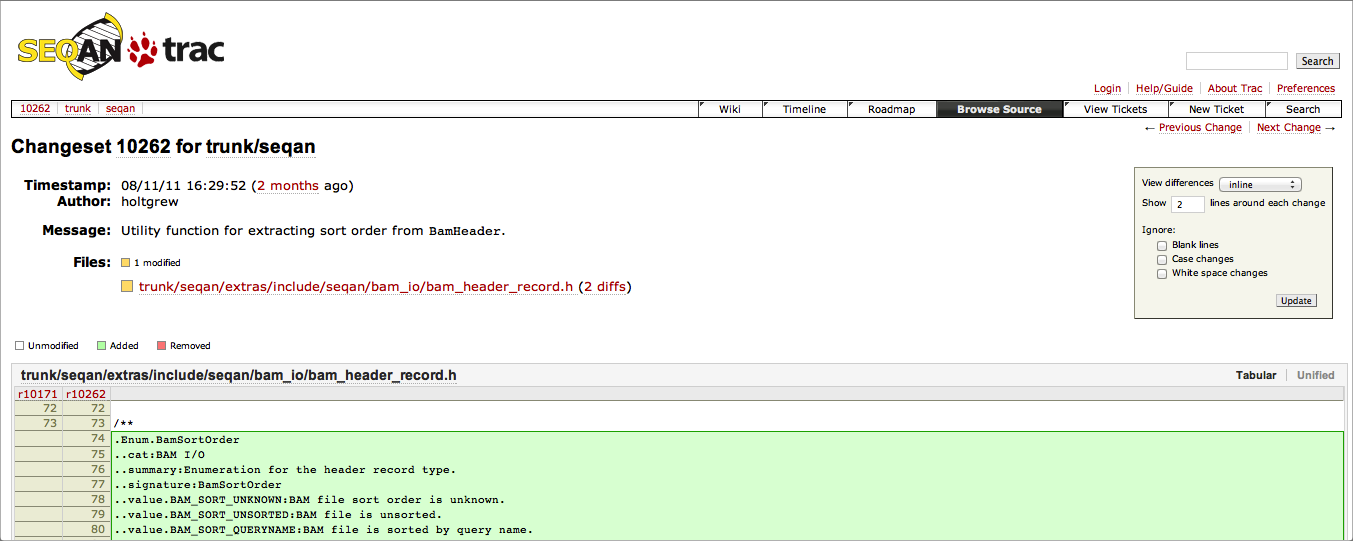 SEQAN trac
Search
Login Help/Guide About Trac Preferences
10262 trunk seqan Wiki Timeline Roadmap Browse Source View Tickets New Ticket Search
← Previous Change Next Change →
Changeset 10262 for trunk/seqan
Timestamp: 08/11/11 16:29:52 (2 months ago)
Author: holtgrew
Message: Utility function for extracting sort order from BamHeader.
Files: 1 modified
trunk/seqan/extras/include/seqan/bam_io/bam_header_record.h (2 diffs)
View differences inline
Show 2 lines around each change
Ignore:
Blank lines
Case changes
White space changes
Update
Unmodified Added Removed
trunk/seqan/extras/include/seqan/bam_io/bam_header_record.h Tabular Unified
r10171 r10262
72 72
73 73 /**
74 .Enum.BamSortOrder
75 ..cat:BAM I/O
76 ..summary:Enumeration for the header record type.
77 ..signature:BamSortOrder
78 ..value.BAM_SORT_UNKNOWN:BAM file sort order is unknown.
79 ..value.BAM_SORT_UNSORTED:BAM file is unsorted.
80 ..value.BAM_SORT_QUERYNAME:BAM file is sorted by query name.